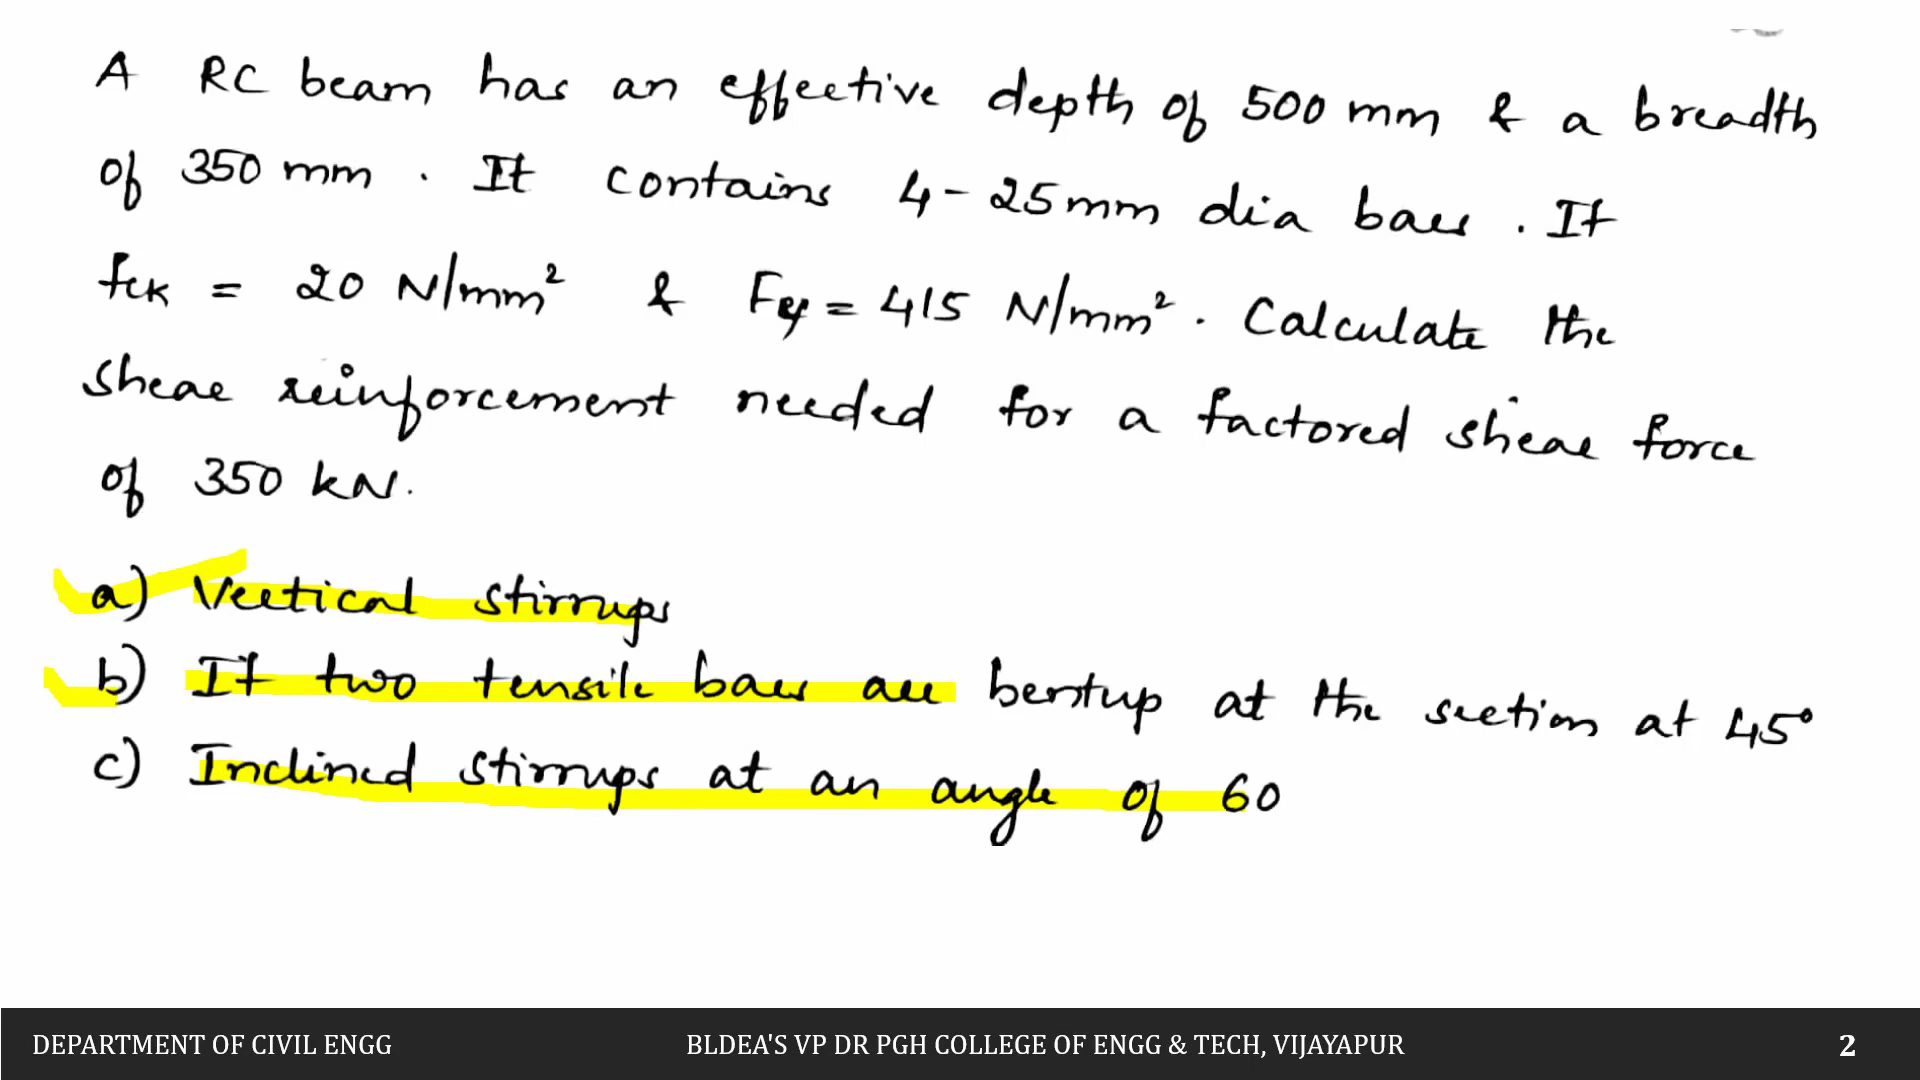 A RC beam has an effective depth of 500 mm & a breadth
of 350 mm. It contains 4-25mm dia bars. If
fck = 20 N/mm² & Fy = 415 N/mm². Calculate the
shear reinforcement needed for a factored shear force
of 350 kN.
a) Vertical stirrups
b) If two tensile bars are bentup at the section at 45°
c) Inclined stirrups at an angle of 60
DEPARTMENT OF CIVIL ENGG BLDEA'S VP DR PGH COLLEGE OF ENGG & TECH, VIJAYAPUR 2